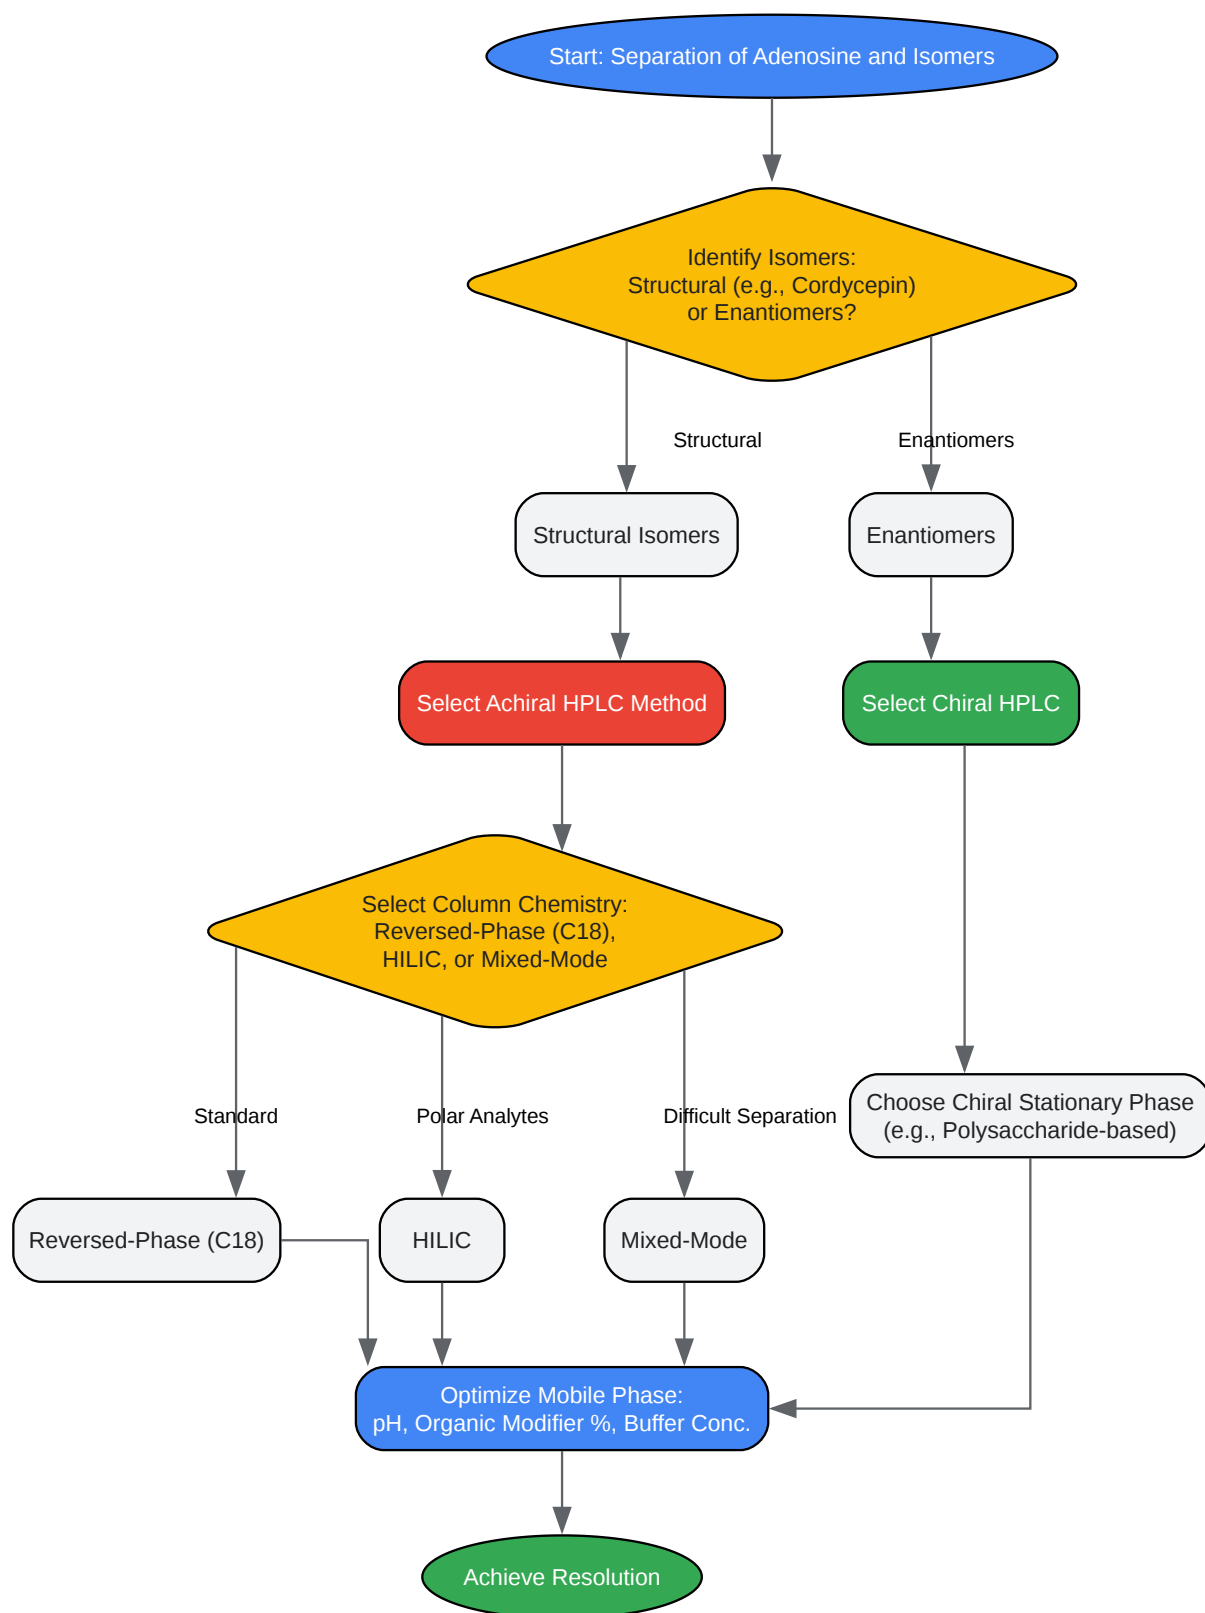 Start: Separation of Adenosine and Isomers
Identify Isomers:
Structural (e.g., Cordycepin)
or Enantiomers?
Structural
Enantiomers
Structural Isomers
Enantiomers
Select Achiral HPLC Method
Select Chiral HPLC
Select Column Chemistry:
Reversed-Phase (C18),
HILIC, or Mixed-Mode
Standard
Polar Analytes
Difficult Separation
Choose Chiral Stationary Phase
(e.g., Polysaccharide-based)
Reversed-Phase (C18)
HILIC
Mixed-Mode
Optimize Mobile Phase:
pH, Organic Modifier %, Buffer Conc.
Achieve Resolution